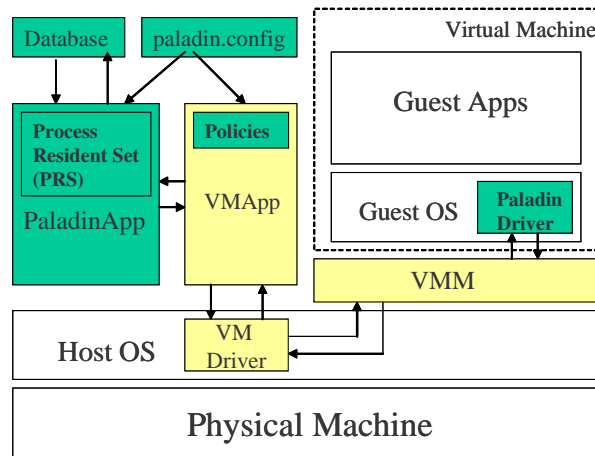 Database
paladin.config
Virtual Machine
Process
Resident Set
(PRS)
PaladinApp
Policies
VMApp
Guest Apps
Guest OS
Paladin
Driver
VMM
Host OS
VM
Driver
Physical Machine